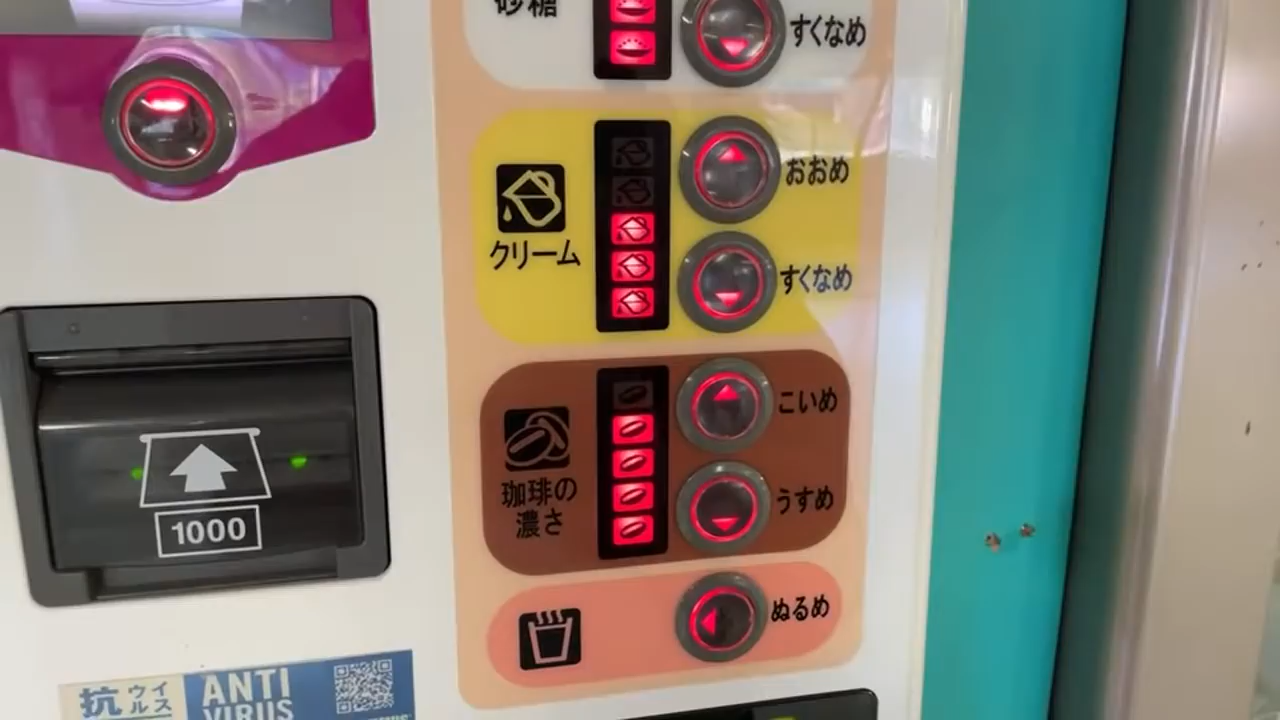 砂糖
すくなめ
おおめ
クリーム
すくなめ
こいめ
珈琲の
濃さ
うすめ
ぬるめ
1000
抗ウイルス
ANTI
VIRUS